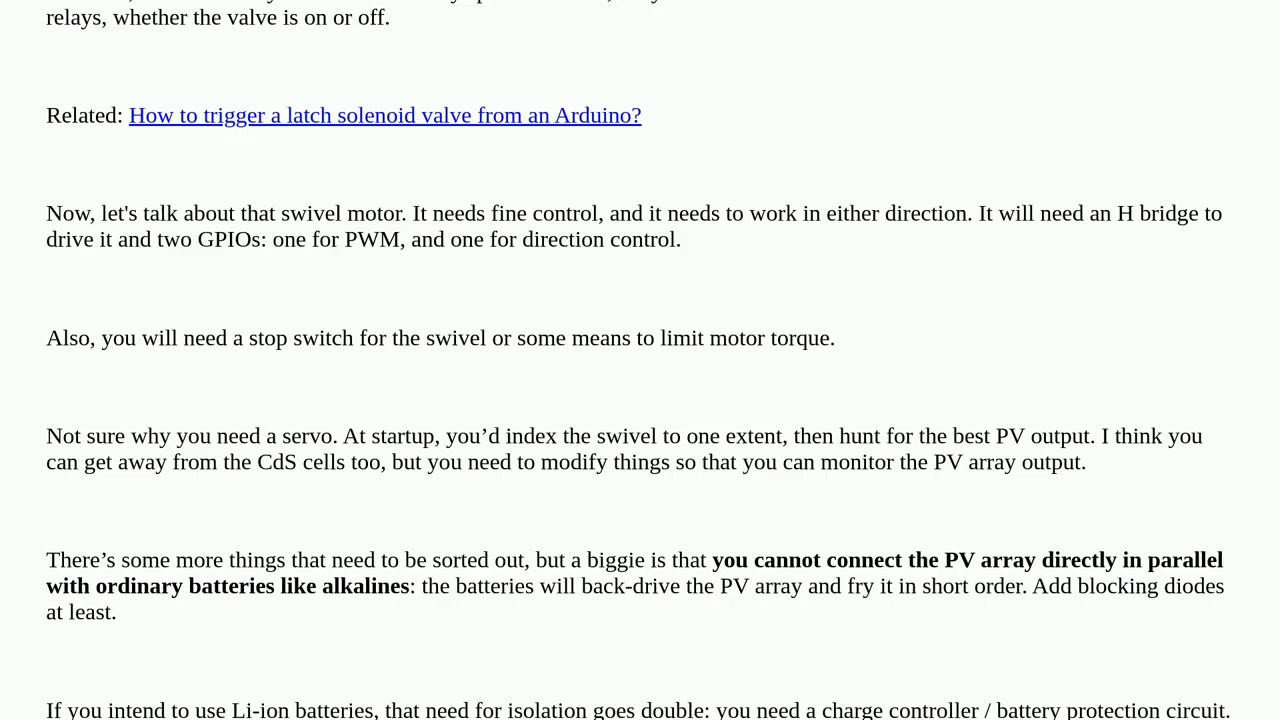 relays, whether the valve is on or off.
Related: How to trigger a latch solenoid valve from an Arduino?
Now, let's talk about that swivel motor. It needs fine control, and it needs to work in either direction. It will need an H bridge to
drive it and two GPIOs: one for PWM, and one for direction control.
Also, you will need a stop switch for the swivel or some means to limit motor torque.
Not sure why you need a servo. At startup, you’d index the swivel to one extent, then hunt for the best PV output. I think you
can get away from the CdS cells too, but you need to modify things so that you can monitor the PV array output.
There’s some more things that need to be sorted out, but a biggie is that you cannot connect the PV array directly in parallel
with ordinary batteries like alkalines: the batteries will back-drive the PV array and fry it in short order. Add blocking diodes
at least.
If you intend to use Li-ion batteries, that need for isolation goes double: you need a charge controller / battery protection circuit.